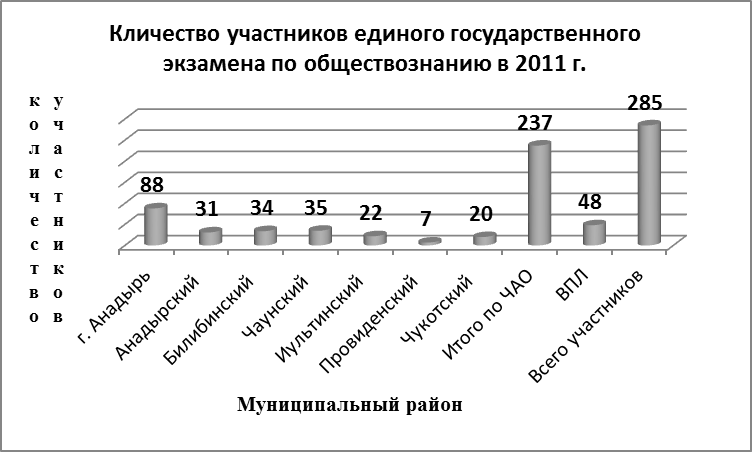 Кличество участников единого государственного
экзамена по обществознанию в 2011 г.
количество
участников
88
31
34
35
22
7
20
237
48
285
г. Анадырь
Анадырский
Билибинский
Чаунский
Иультинский
Провиденский
Чукотский
Итого по ЧАО
ВПЛ
Всего участников
Муниципальный район